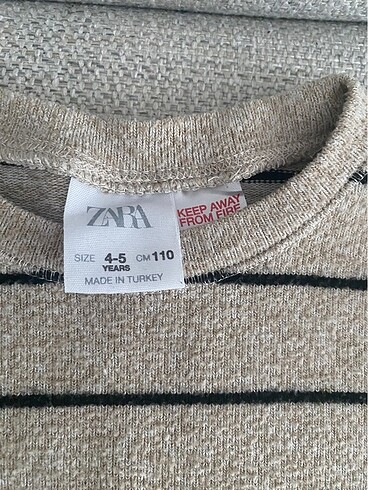 ZARA
SIZE 4-5 CM 110
YEARS
MADE IN TURKEY
KEEP AWAY
FROM FIRE